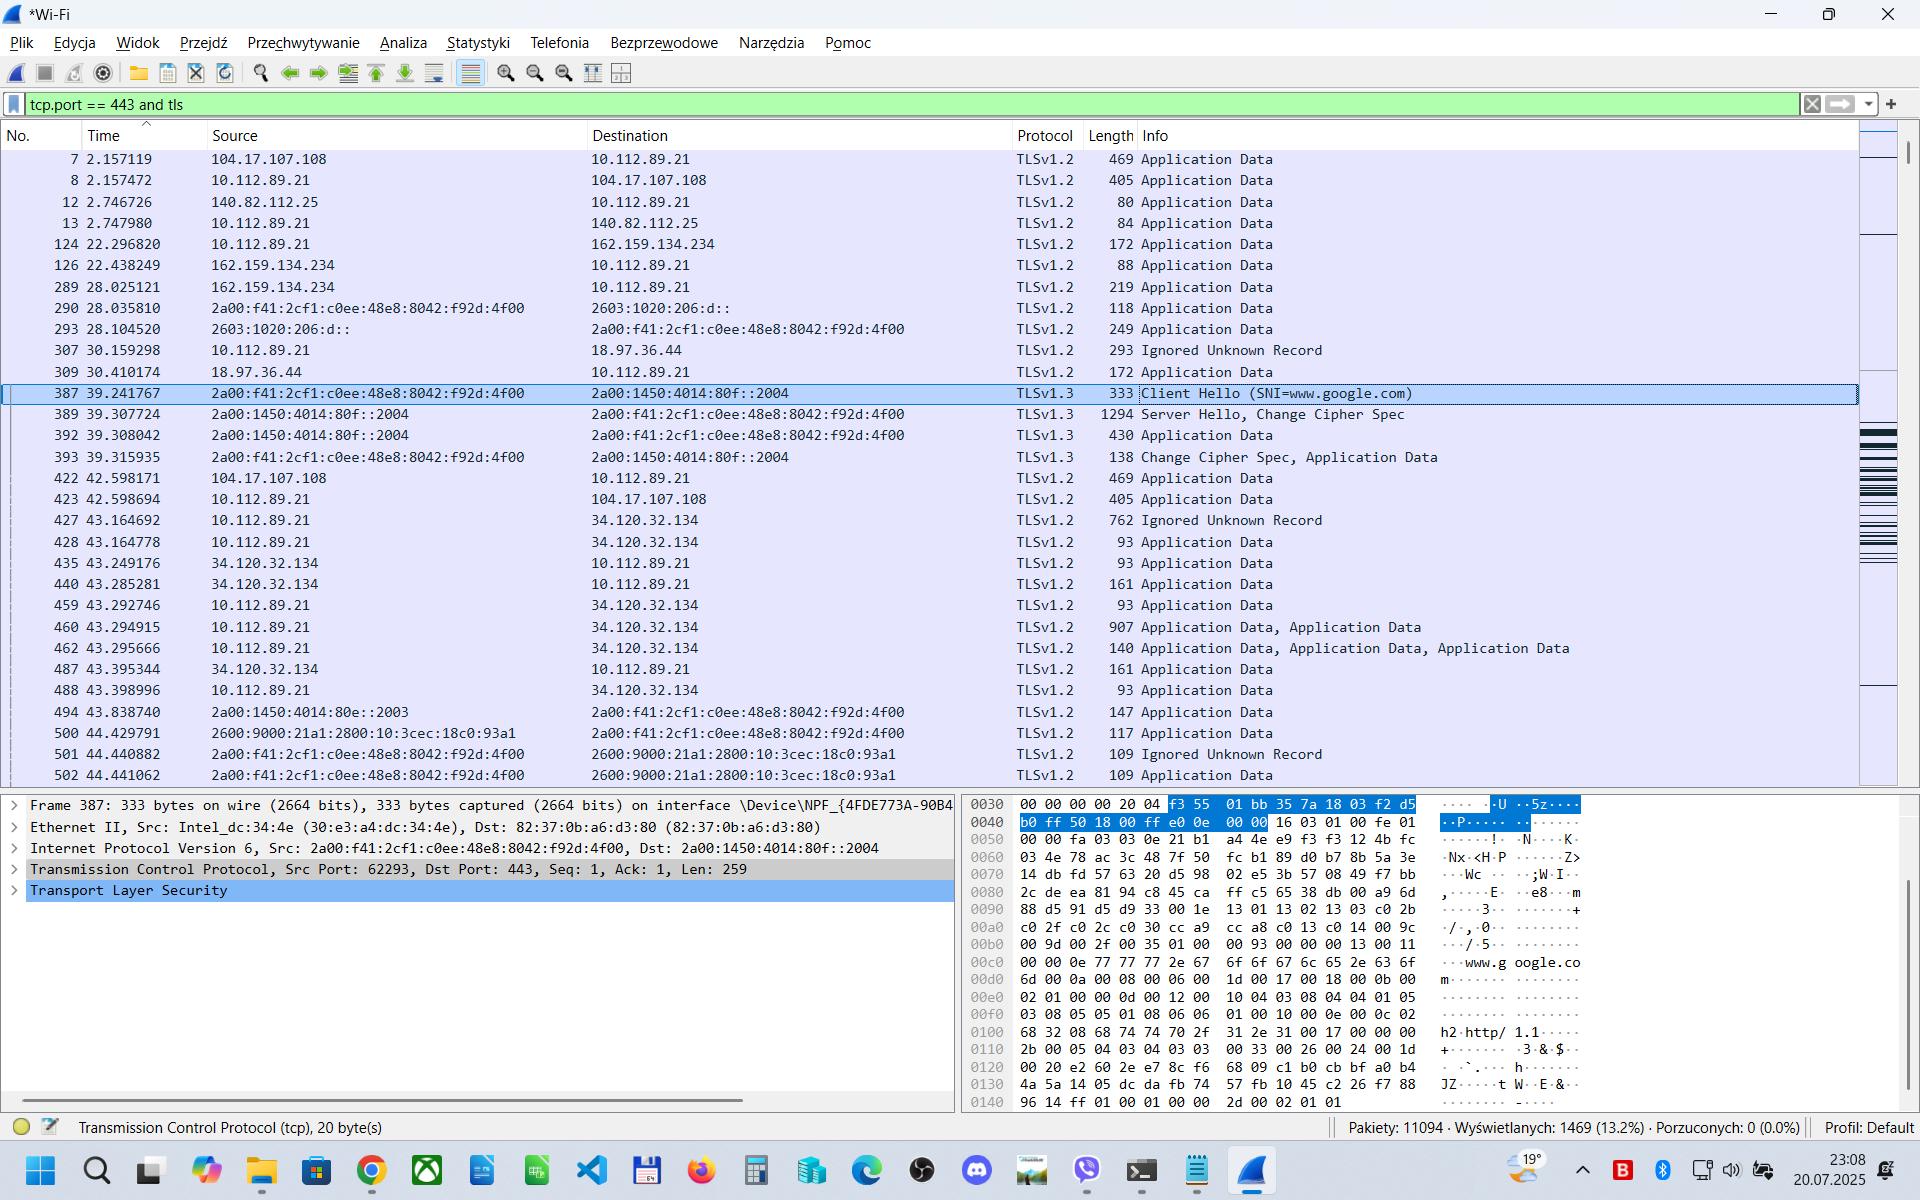 *Wi-Fi
Plik Edycja Widok Przejdź Przechwytywanie Analiza Statystyki Telefonia Bezprzewodowe Narzędzia Pomoc
tcp.port == 443 and tls
No. Time Source Destination Protocol Length Info
7 2.157119 104.17.107.108 10.112.89.21 TLSv1.2 469 Application Data
8 2.157472 10.112.89.21 104.17.107.108 TLSv1.2 405 Application Data
12 2.746726 140.82.112.25 10.112.89.21 TLSv1.2 80 Application Data
13 2.747980 10.112.89.21 140.82.112.25 TLSv1.2 84 Application Data
124 22.296820 10.112.89.21 162.159.134.234 TLSv1.2 172 Application Data
126 22.438249 162.159.134.234 10.112.89.21 TLSv1.2 88 Application Data
289 28.025121 162.159.134.234 10.112.89.21 TLSv1.2 219 Application Data
290 28.035810 2a00:f41:2cf1:c0ee:48e8:8042:f92d:4f00 2603:1020:206:d:: TLSv1.2 118 Application Data
293 28.104520 2603:1020:206:d:: 2a00:f41:2cf1:c0ee:48e8:8042:f92d:4f00 TLSv1.2 249 Application Data
307 30.159298 10.112.89.21 18.97.36.44 TLSv1.2 293 Ignored Unknown Record
309 30.410174 18.97.36.44 10.112.89.21 TLSv1.2 172 Application Data
387 39.241767 2a00:f41:2cf1:c0ee:48e8:8042:f92d:4f00 2a00:1450:4014:80f::2004 TLSv1.3 333 Client Hello (SNI=www.google.com)
389 39.307724 2a00:1450:4014:80f::2004 2a00:f41:2cf1:c0ee:48e8:8042:f92d:4f00 TLSv1.3 1294 Server Hello, Change Cipher Spec
392 39.308042 2a00:1450:4014:80f::2004 2a00:f41:2cf1:c0ee:48e8:8042:f92d:4f00 TLSv1.3 430 Application Data
393 39.315935 2a00:f41:2cf1:c0ee:48e8:8042:f92d:4f00 2a00:1450:4014:80f::2004 TLSv1.3 138 Change Cipher Spec, Application Data
422 42.598171 104.17.107.108 10.112.89.21 TLSv1.2 469 Application Data
423 42.598694 10.112.89.21 104.17.107.108 TLSv1.2 405 Application Data
427 43.164692 10.112.89.21 34.120.32.134 TLSv1.2 762 Ignored Unknown Record
428 43.164778 10.112.89.21 34.120.32.134 TLSv1.2 93 Application Data
435 43.249176 34.120.32.134 10.112.89.21 TLSv1.2 93 Application Data
440 43.285281 34.120.32.134 10.112.89.21 TLSv1.2 161 Application Data
459 43.292746 10.112.89.21 34.120.32.134 TLSv1.2 93 Application Data
460 43.294915 10.112.89.21 34.120.32.134 TLSv1.2 907 Application Data, Application Data
462 43.295666 10.112.89.21 34.120.32.134 TLSv1.2 140 Application Data, Application Data, Application Data
487 43.395344 34.120.32.134 10.112.89.21 TLSv1.2 161 Application Data
488 43.398996 10.112.89.21 34.120.32.134 TLSv1.2 93 Application Data
494 43.838740 2a00:1450:4014:80e::2003 2a00:f41:2cf1:c0ee:48e8:8042:f92d:4f00 TLSv1.2 147 Application Data
500 44.429791 2600:9000:21a1:2800:10:3cec:18c0:93a1 2a00:f41:2cf1:c0ee:48e8:8042:f92d:4f00 TLSv1.2 117 Application Data
501 44.440882 2a00:f41:2cf1:c0ee:48e8:8042:f92d:4f00 2600:9000:21a1:2800:10:3cec:18c0:93a1 TLSv1.2 109 Ignored Unknown Record
502 44.441062 2a00:f41:2cf1:c0ee:48e8:8042:f92d:4f00 2600:9000:21a1:2800:10:3cec:18c0:93a1 TLSv1.2 109 Application Data
Frame 387: 333 bytes on wire (2664 bits), 333 bytes captured (2664 bits) on interface \Device\NPF_{4FDE773A-90B4
Ethernet II, Src: Intel_dc:34:4e (30:e3:a4:dc:34:4e), Dst: 82:37:0b:a6:d3:80 (82:37:0b:a6:d3:80)
Internet Protocol Version 6, Src: 2a00:f41:2cf1:c0ee:48e8:8042:f92d:4f00, Dst: 2a00:1450:4014:80f::2004
Transmission Control Protocol, Src Port: 62293, Dst Port: 443, Seq: 1, Ack: 1, Len: 259
Transport Layer Security
0030 00 00 00 00 20 04 f3 55 01 bb 35 7a 18 03 f2 d5 ···· ··U ··5z····
0040 b0 ff 50 18 00 ff e0 0e 00 00 16 03 01 00 fe 01 ··P····· ········
0050 00 00 fa 03 03 0e 21 b1 a4 4e e9 f3 f3 12 4b fc ······!· ·N····K·
0060 03 4e 78 ac 3c 48 7f 50 fc b1 89 d0 b7 8b 5a 3e ·Nx·<H·P ······Z>
0070 14 db fd 57 63 20 d5 98 02 e5 3b 57 08 49 f7 bb ···Wc ·· ··;W·I··
0080 2c de ea 81 94 c8 45 ca ff c5 65 38 db 00 a9 6d ,·····E· ··e8···m
0090 88 d5 91 d5 d9 33 00 1e 13 01 13 02 13 03 c0 2b ·····3·· ·······+
00a0 c0 2f c0 2c c0 30 cc a9 cc a8 c0 13 c0 14 00 9c ·/·,·0·· ········
00b0 00 9d 00 2f 00 35 01 00 00 93 00 00 00 13 00 11 ···/·5·· ········
00c0 00 00 0e 77 77 77 2e 67 6f 6f 67 6c 65 2e 63 6f ···www.g oogle.co
00d0 6d 00 0a 00 08 00 06 00 1d 00 17 00 18 00 0b 00 m······· ········
00e0 02 01 00 00 0d 00 12 00 10 04 03 08 04 04 01 05 ········ ········
00f0 03 08 05 05 01 08 06 06 01 00 10 00 0e 00 0c 02 ········ ········
0100 68 32 08 68 74 74 70 2f 31 2e 31 00 17 00 00 00 h2·http/ 1.1·····
0110 2b 00 05 04 03 04 03 03 00 33 00 26 00 24 00 1d +······· ·3·&·$··
0120 00 20 e2 60 2e e7 8c f6 68 09 c1 b0 cb bf a0 b4 · ·`.··· h·······
0130 4a 5a 14 05 dc da fb 74 57 fb 10 45 c2 26 f7 88 JZ·····t W··E·&··
0140 96 14 ff 01 00 01 00 00 2d 00 02 01 01 ········ -····
Transmission Control Protocol (tcp), 20 byte(s) Pakiety: 11094 · Wyświetlanych: 1469 (13.2%) · Porzuconych: 0 (0.0%) Profil: Default
64 19° B 23:08
20.07.2025